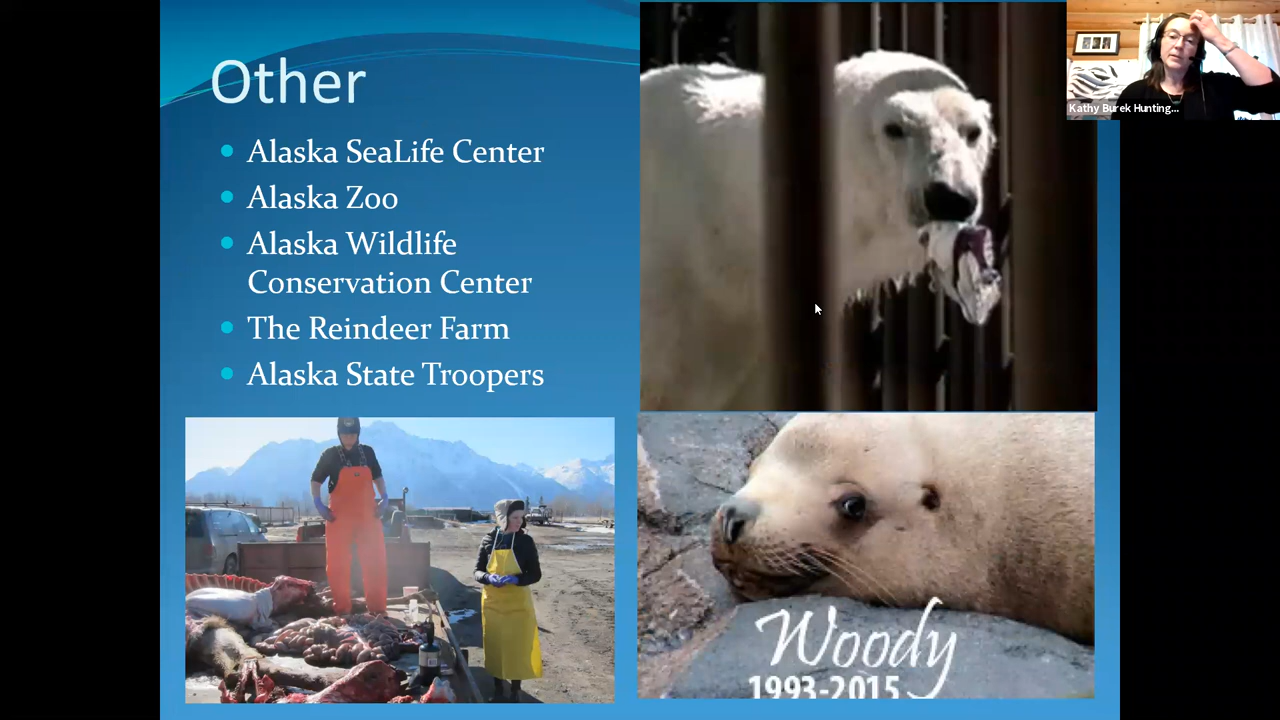 Other
Alaska SeaLife Center
Alaska Zoo
Alaska Wildlife
Conservation Center
The Reindeer Farm
Alaska State Troopers
Kathy Burek Hunting...
Woody
1993-2015